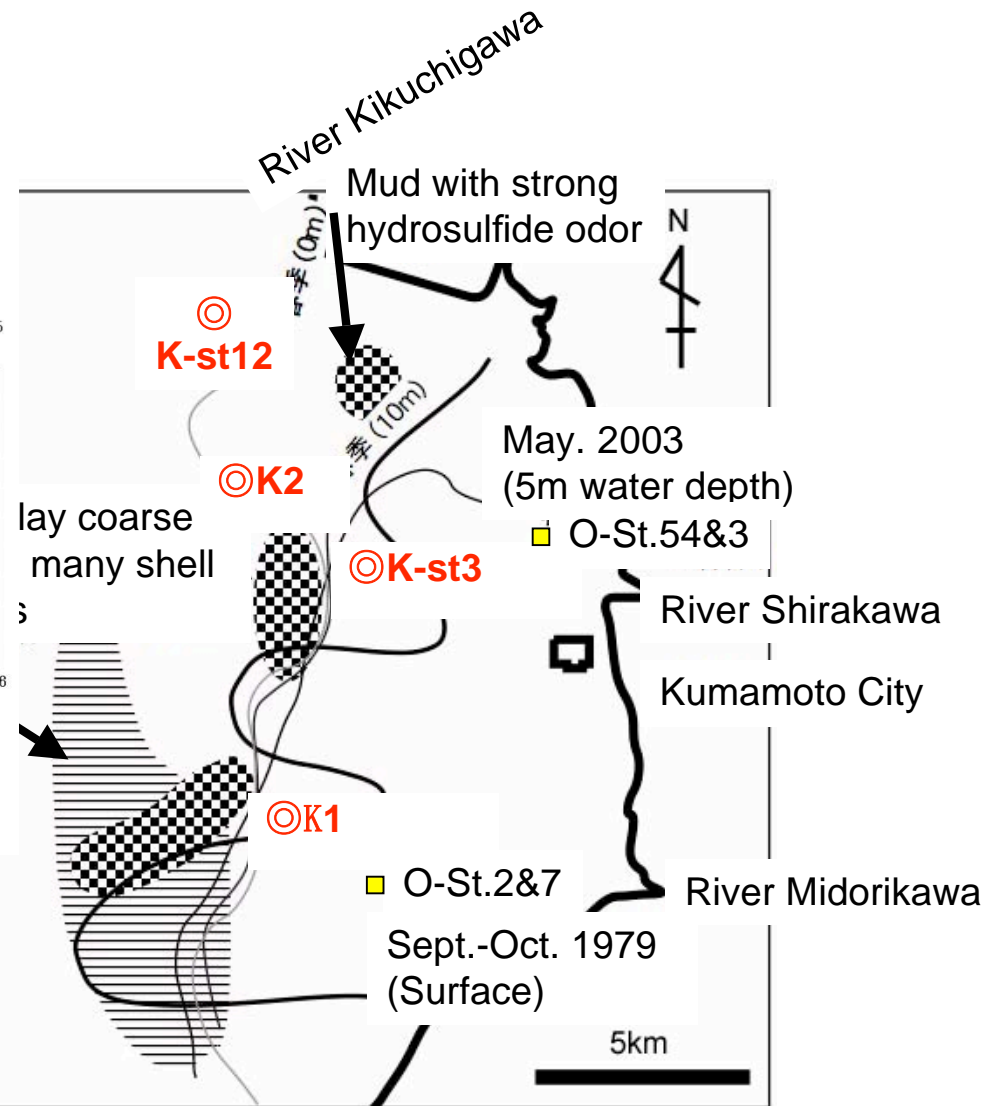 River Kikuchigawa
Mud with strong
hydrosulfide odor
季 (0m)
N
K-st12
季 (10m)
May. 2003
(5m water depth)
K2
lay coarse
many shell
s
O-St.54&3
K-st3
River Shirakawa
Kumamoto City
K1
O-St.2&7
River Midorikawa
Sept.-Oct. 1979
(Surface)
5km